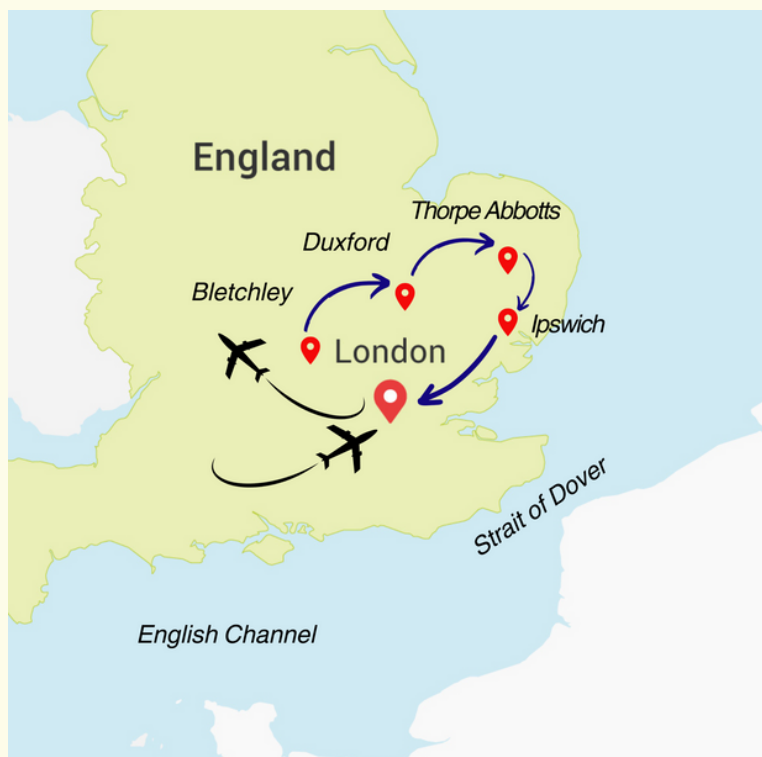 England
Thorpe Abbotts
Duxford
Bletchley
Ipswich
London
Strait of Dover
English Channel